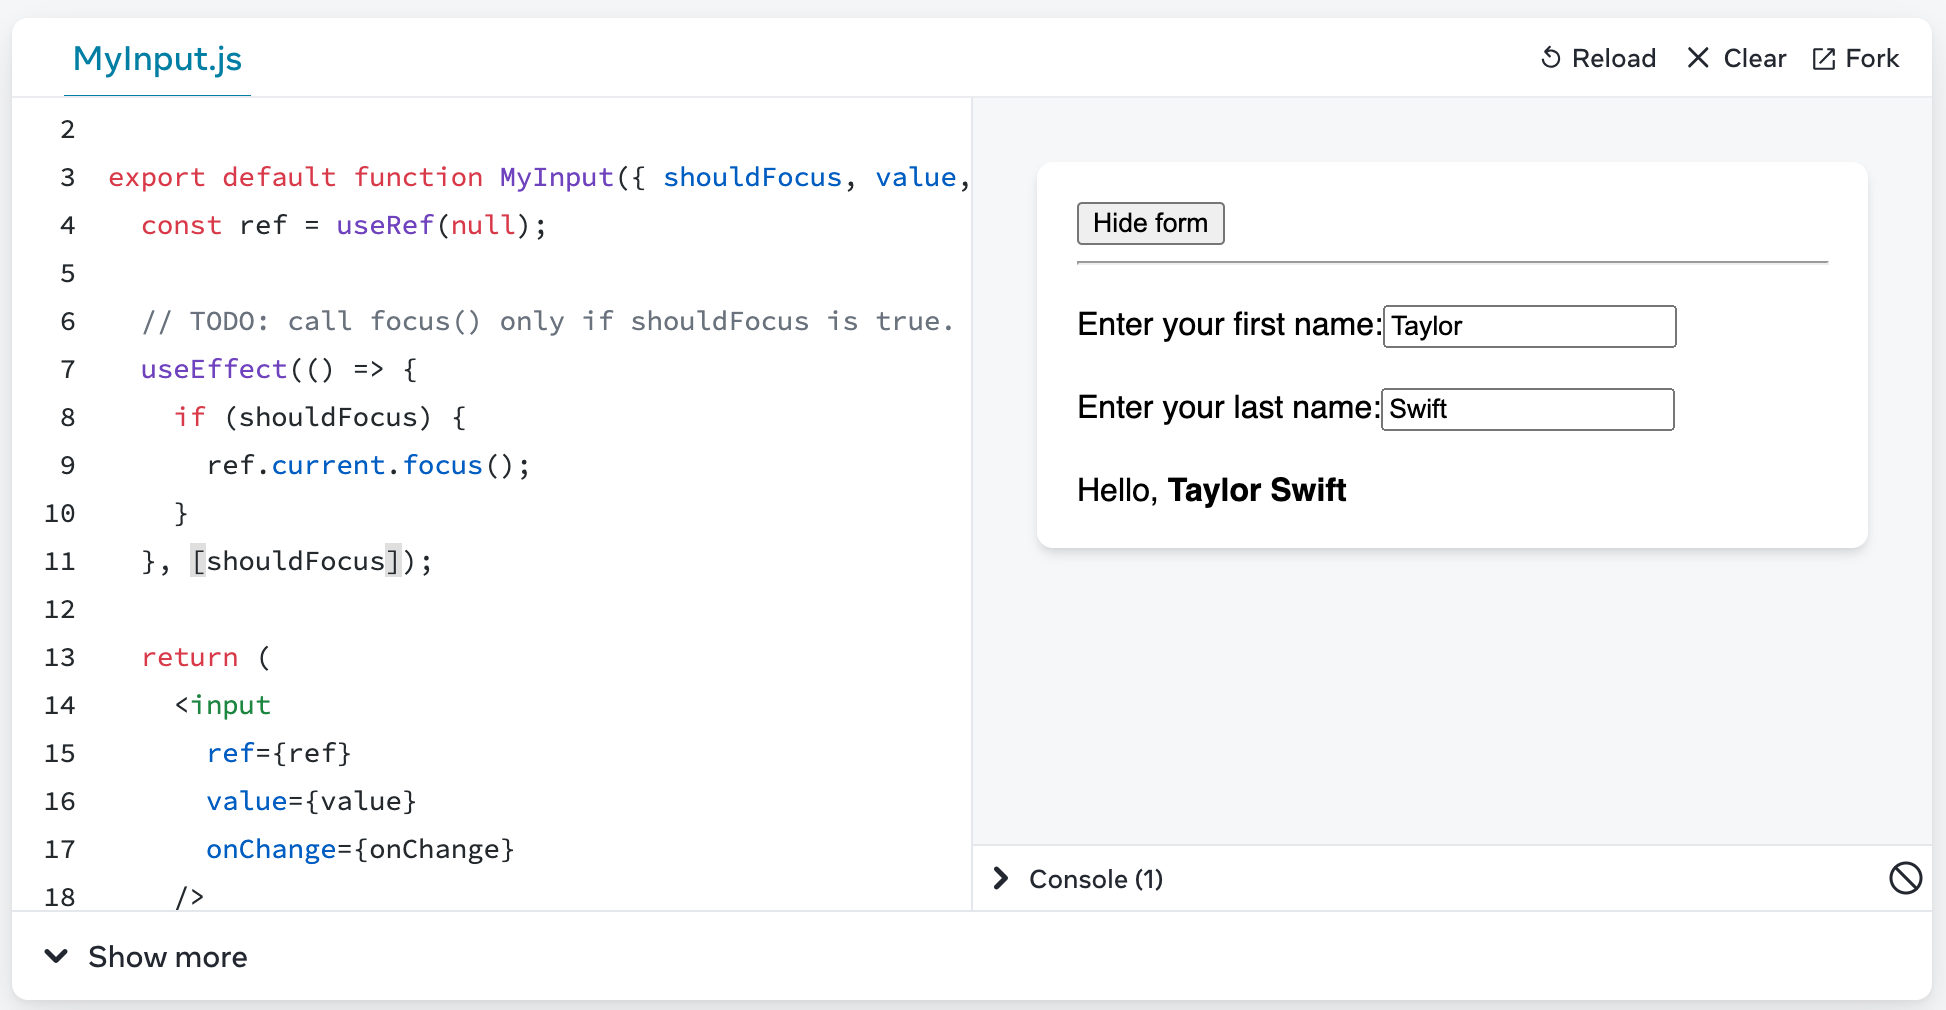 MyInput.js
Reload Clear Fork
2
3 export default function MyInput({ shouldFocus, value,
4 const ref = useRef(null);
5
6 // TODO: call focus() only if shouldFocus is true.
7 useEffect(() => {
8 if (shouldFocus) {
9 ref.current.focus();
10 }
11 }, [shouldFocus]);
12
13 return (
14 <input
15 ref={ref}
16 value={value}
17 onChange={onChange}
18 />
Show more
Hide form
Enter your first name: Taylor
Enter your last name: Swift
Hello, Taylor Swift
Console (1)